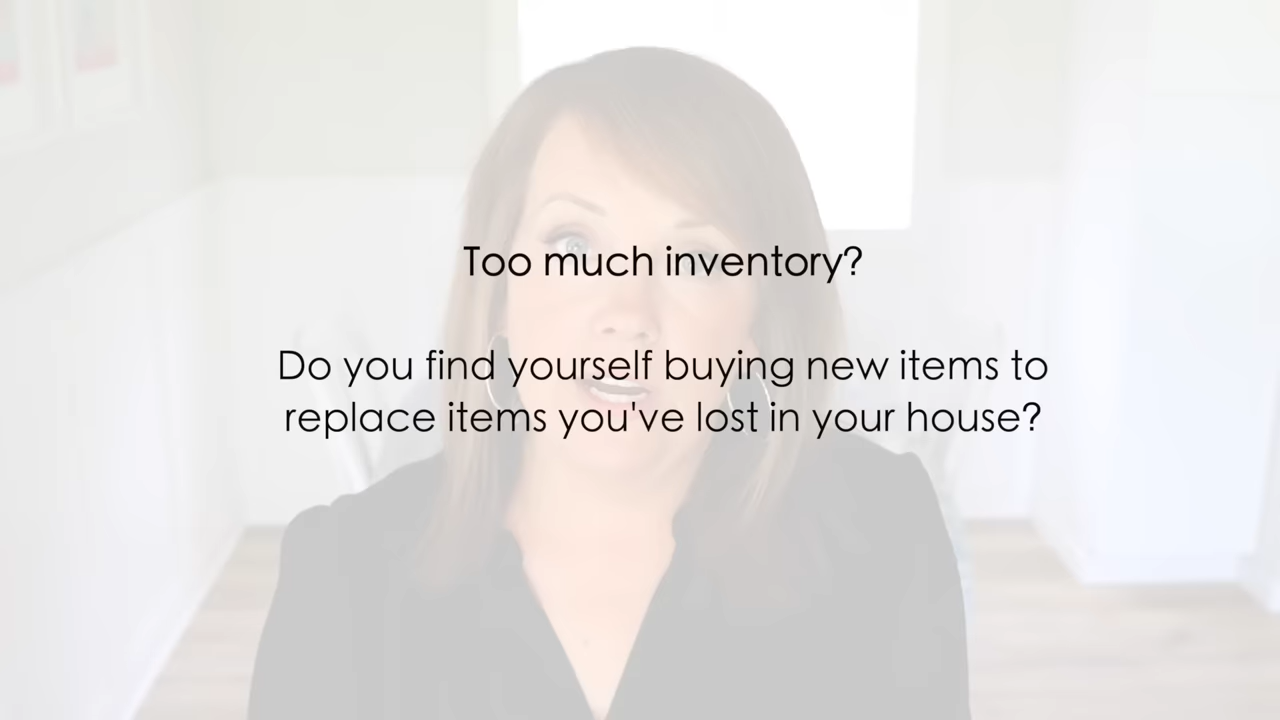 Too much inventory?
Do you find yourself buying new items to
replace items you've lost in your house?